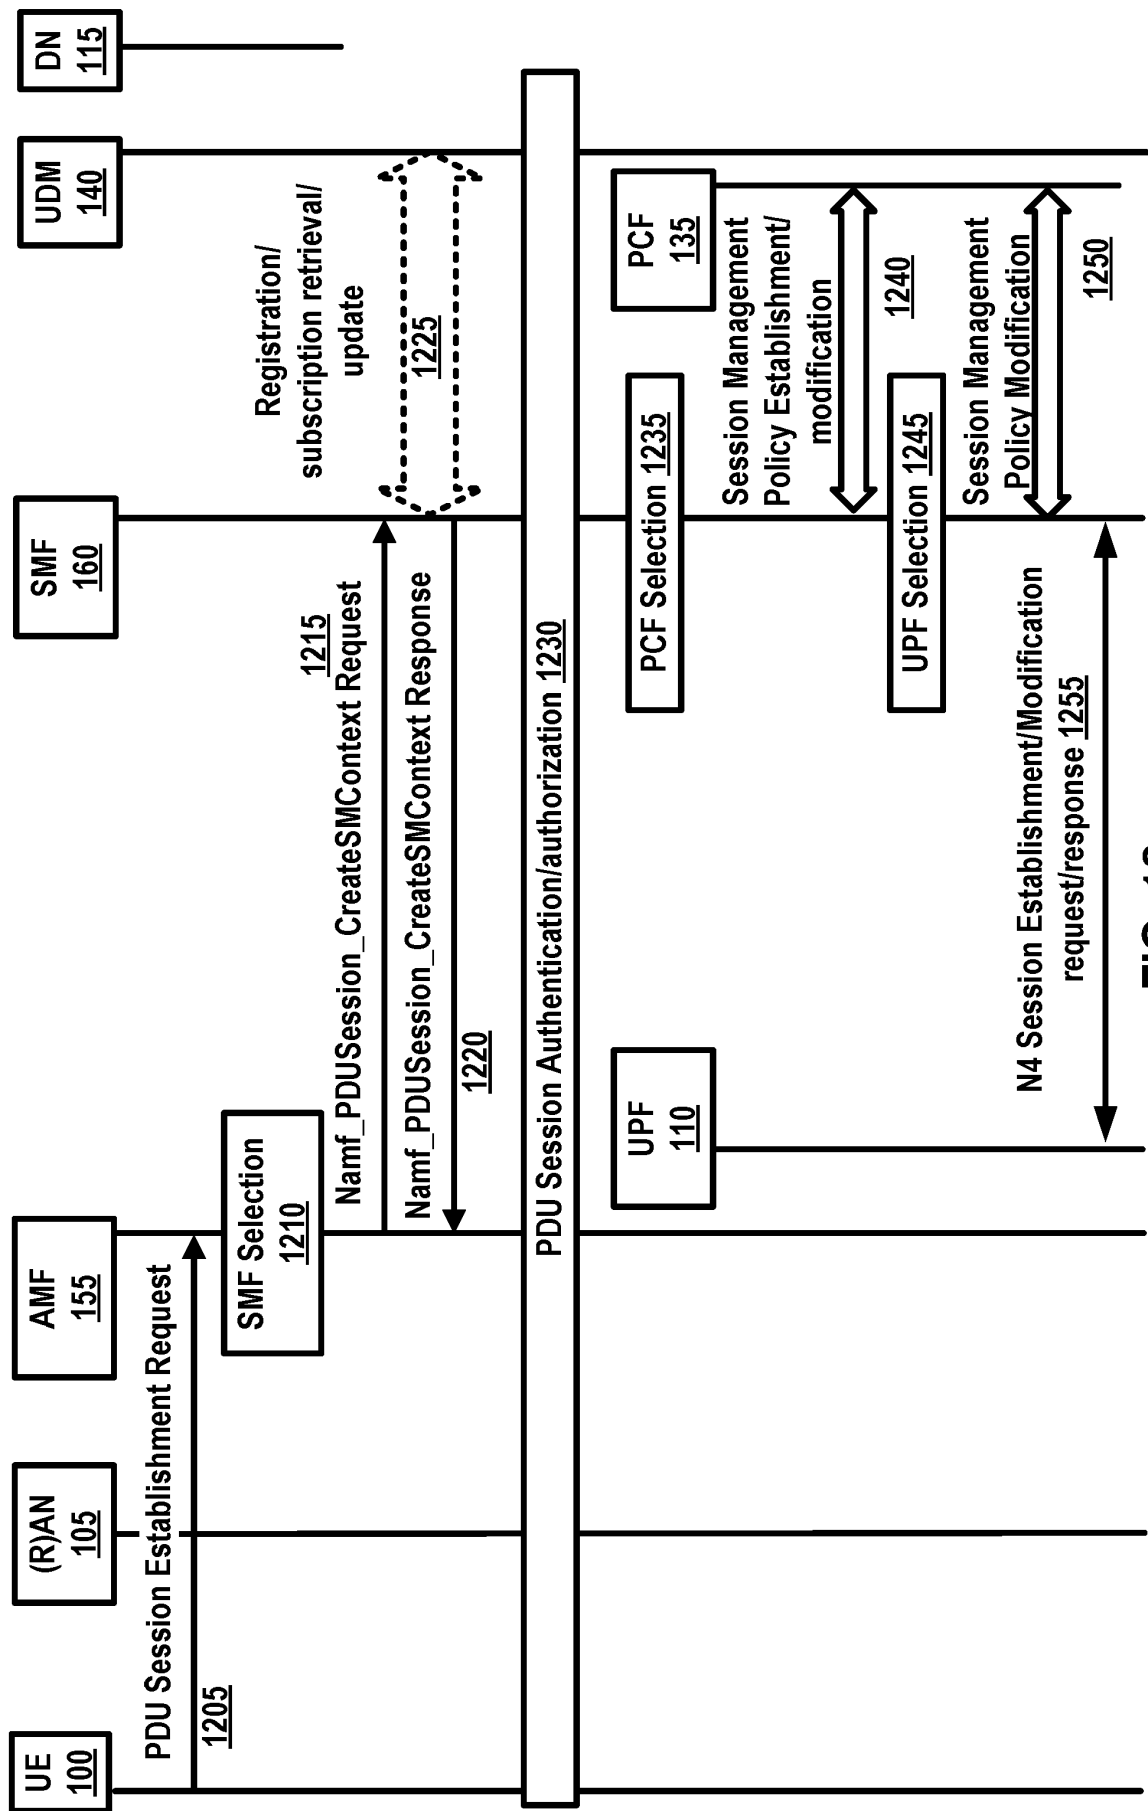 UE
100
(R)AN
105
AMF
155
SMF
160
UDM
140
DN
115
PDU Session Establishment Request
1205
SMF Selection
1210
1215
Namf_PDUSession_CreateSMContext Request
Namf_PDUSession_CreateSMContext Response
1220
Registration/
subscription retrieval/
update
1225
PDU Session Authentication/authorization 1230
UPF
110
PCF
135
PCF Selection 1235
Session Management
Policy Establishment/
modification
1240
UPF Selection 1245
Session Management
Policy Modification
1250
N4 Session Establishment/Modification
request/response 1255